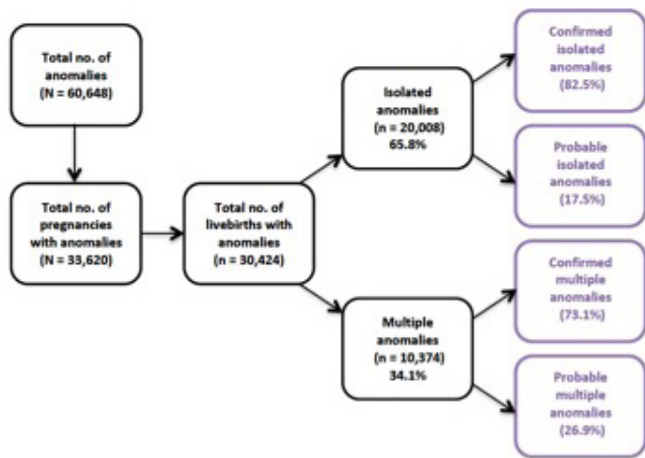 Total no. of
anomalies
(N = 60,648)
Total no. of
pregnancies
with anomalies
(N = 33,620)
Total no. of
livebirths with
anomalies
(n = 30,424)
Isolated
anomalies
(n = 20,008)
65.8%
Multiple
anomalies
(n = 10,374)
34.1%
Confirmed
isolated
anomalies
(82.5%)
Probable
isolated
anomalies
(17.5%)
Confirmed
multiple
anomalies
(73.1%)
Probable
multiple
anomalies
(26.9%)